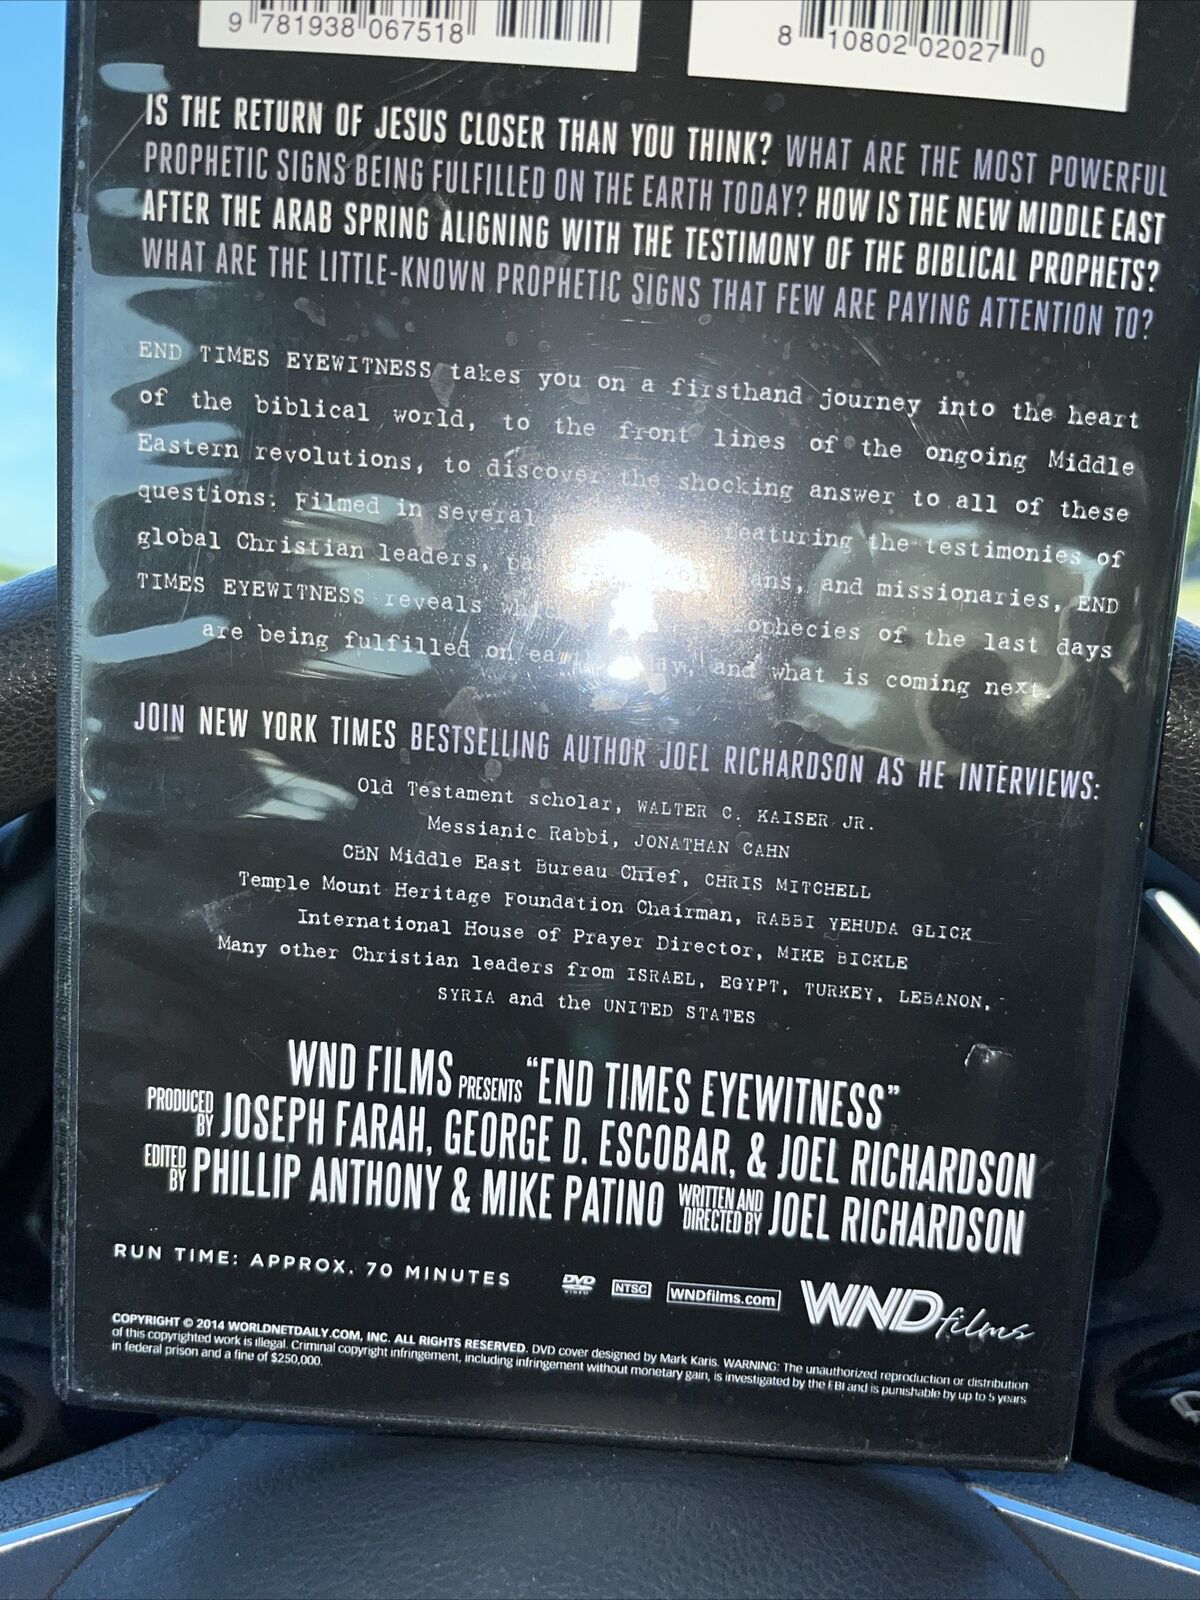 9 781938 067518
8 10802 02027 0
IS THE RETURN OF JESUS CLOSER THAN YOU THINK? WHAT ARE THE MOST POWERFUL
PROPHETIC SIGNS BEING FULFILLED ON THE EARTH TODAY? HOW IS THE NEW MIDDLE EAST
AFTER THE ARAB SPRING ALIGNING WITH THE TESTIMONY OF THE BIBLICAL PROPHETS?
WHAT ARE THE LITTLE-KNOWN PROPHETIC SIGNS THAT FEW ARE PAYING ATTENTION TO?
END TIMES EYEWITNESS takes you on a firsthand journey into the heart
of the biblical world, to the front lines of the ongoing Middle
Eastern revolutions, to discover the shocking answer to all of these
questions. Filmed in several featuring the testimonies of
global Christian leaders, and missionaries, END
TIMES EYEWITNESS reveals prophecies of the last days
are being fulfilled on and what is coming next.
JOIN NEW YORK TIMES BESTSELLING AUTHOR JOEL RICHARDSON AS HE INTERVIEWS:
Old Testament scholar, WALTER C. KAISER JR.
Messianic Rabbi, JONATHAN CAHN
CBN Middle East Bureau Chief, CHRIS MITCHELL
Temple Mount Heritage Foundation Chairman, RABBI YEHUDA GLICK
International House of Prayer Director, MIKE BICKLE
Many other Christian leaders from ISRAEL, EGYPT, TURKEY, LEBANON,
SYRIA and the UNITED STATES
WND FILMS PRESENTS "END TIMES EYEWITNESS"
PRODUCED BY JOSEPH FARAH, GEORGE D. ESCOBAR, & JOEL RICHARDSON
EDITED BY PHILLIP ANTHONY & MIKE PATINO WRITTEN AND DIRECTED BY JOEL RICHARDSON
RUN TIME: APPROX. 70 MINUTES DVD VIDEO NTSC WNDfilms.com WND films
COPYRIGHT © 2014 WORLDNETDAILY.COM, INC. ALL RIGHTS RESERVED. DVD cover designed by Mark Karis. WARNING: The unauthorized reproduction or distribution
of this copyrighted work is illegal. Criminal copyright infringement, including infringement without monetary gain, is investigated by the FBI and is punishable by up to 5 years
in federal prison and a fine of $250,000.